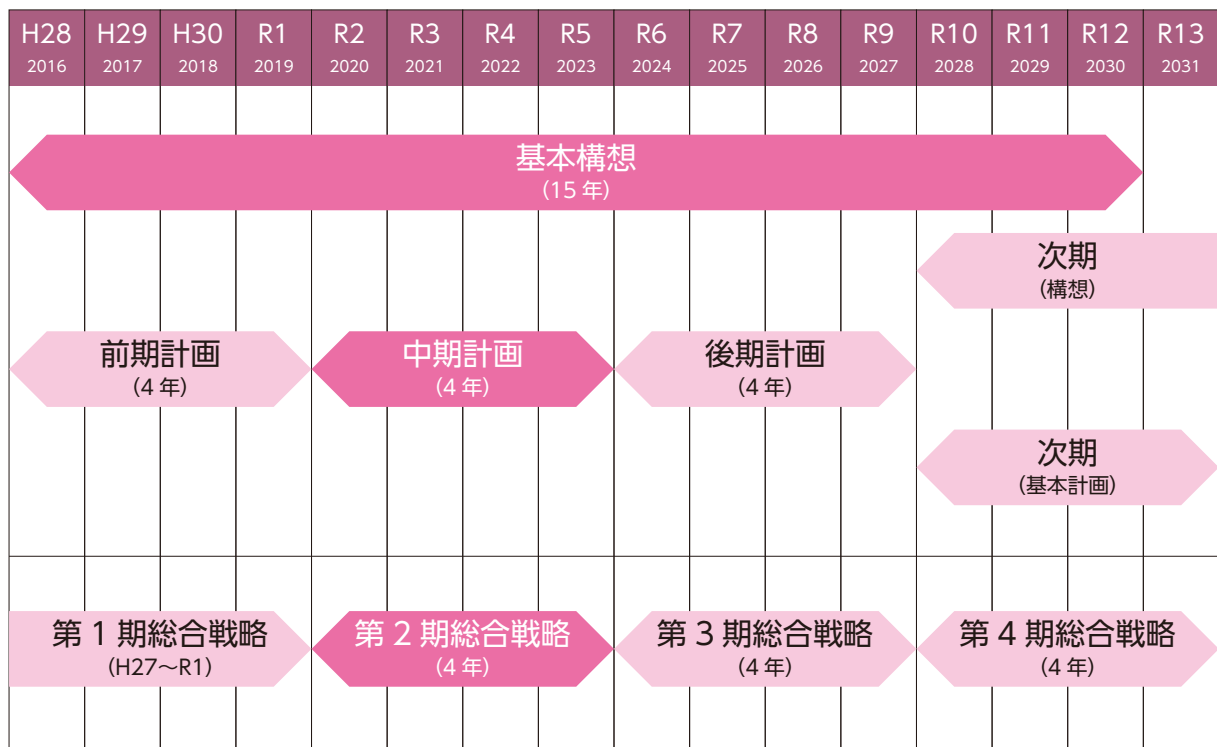 H28 H29 H30 R1 R2 R3 R4 R5 R6 R7 R8 R9 R10 R11 R12 R13
2016 2017 2018 2019 2020 2021 2022 2023 2024 2025 2026 2027 2028 2029 2030 2031
基本構想
(15 年)
次期
(構想)
前期計画 中期計画 後期計画
(4 年) (4 年) (4 年)
次期
(基本計画)
第 1 期総合戦略 第 2 期総合戦略 第 3 期総合戦略 第 4 期総合戦略
(H27〜R1) (4 年) (4 年) (4 年)